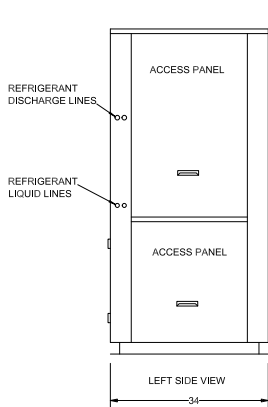 ACCESS PANEL
REFRIGERANT
DISCHARGE LINES
REFRIGERANT
LIQUID LINES
ACCESS PANEL
LEFT SIDE VIEW
34